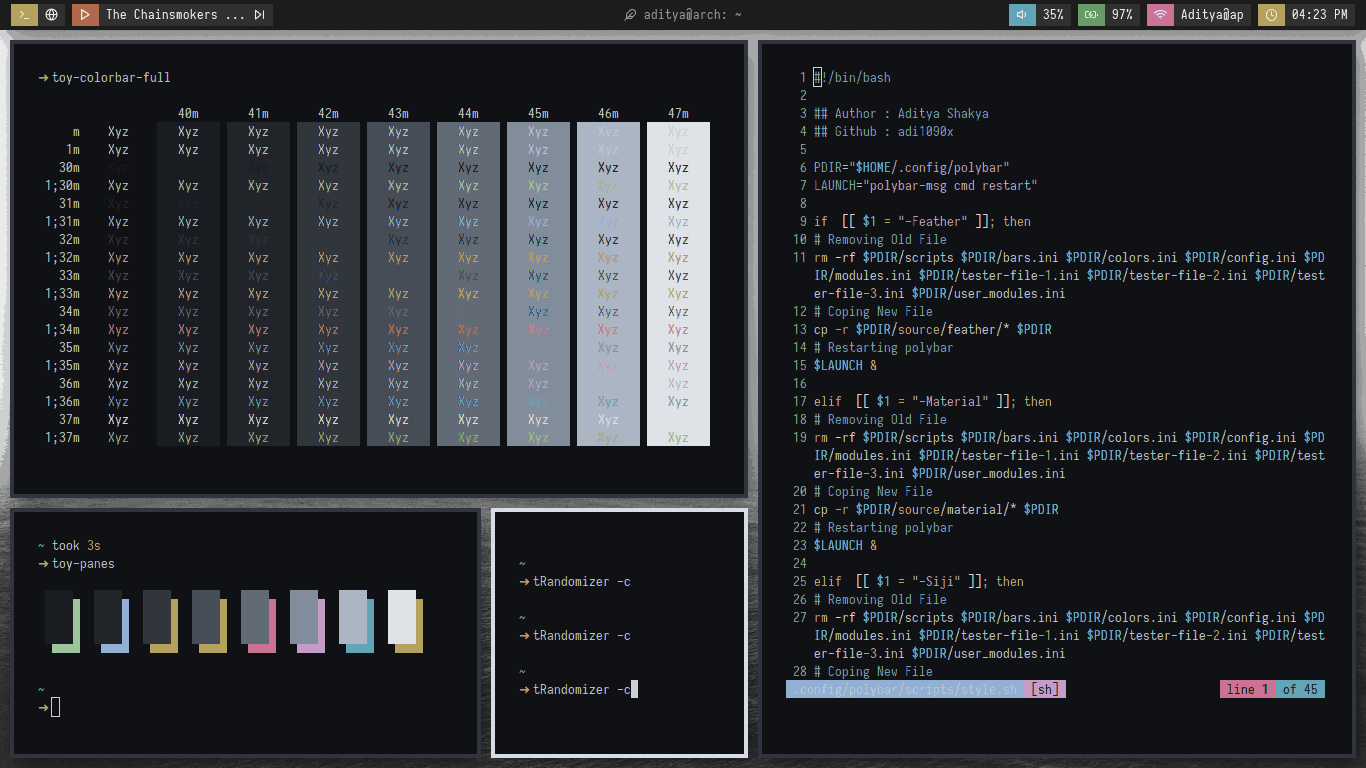 The Chainsmokers ...
aditya@arch: ~
35%
97%
Aditya@ap
04:23 PM
➜ toy-colorbar-full
40m 41m 42m 43m 44m 45m 46m 47m
m Xyz Xyz Xyz Xyz Xyz Xyz Xyz Xyz Xyz
1m Xyz Xyz Xyz Xyz Xyz Xyz Xyz Xyz Xyz
30m Xyz Xyz Xyz Xyz Xyz Xyz Xyz
1;30m Xyz Xyz Xyz Xyz Xyz Xyz Xyz Xyz Xyz
31m Xyz Xyz Xyz Xyz Xyz Xyz Xyz Xyz
1;31m Xyz Xyz Xyz Xyz Xyz Xyz Xyz Xyz Xyz
32m Xyz Xyz Xyz Xyz Xyz Xyz Xyz Xyz
1;32m Xyz Xyz Xyz Xyz Xyz Xyz Xyz Xyz Xyz
33m Xyz Xyz Xyz Xyz Xyz Xyz Xyz Xyz
1;33m Xyz Xyz Xyz Xyz Xyz Xyz Xyz Xyz Xyz
34m Xyz Xyz Xyz Xyz Xyz Xyz Xyz Xyz
1;34m Xyz Xyz Xyz Xyz Xyz Xyz Xyz Xyz Xyz
35m Xyz Xyz Xyz Xyz Xyz Xyz Xyz Xyz
1;35m Xyz Xyz Xyz Xyz Xyz Xyz Xyz Xyz Xyz
36m Xyz Xyz Xyz Xyz Xyz Xyz Xyz Xyz
1;36m Xyz Xyz Xyz Xyz Xyz Xyz Xyz Xyz Xyz
37m Xyz Xyz Xyz Xyz Xyz Xyz Xyz Xyz
1;37m Xyz Xyz Xyz Xyz Xyz Xyz Xyz Xyz Xyz
~ took 3s
➜ toy-panes
~
➜
~
➜ tRandomizer -c
~
➜ tRandomizer -c
~
➜ tRandomizer -c
1 #!/bin/bash
2
3 ## Author : Aditya Shakya
4 ## Github : adi1090x
5
6 PDIR="$HOME/.config/polybar"
7 LAUNCH="polybar-msg cmd restart"
8
9 if  [[ $1 = "-Feather" ]]; then
10 # Removing Old File
11 rm -rf $PDIR/scripts $PDIR/bars.ini $PDIR/colors.ini $PDIR/config.ini $PD
IR/modules.ini $PDIR/tester-file-1.ini $PDIR/tester-file-2.ini $PDIR/test
er-file-3.ini $PDIR/user_modules.ini
12 # Coping New File
13 cp -r $PDIR/source/feather/* $PDIR
14 # Restarting polybar
15 $LAUNCH &
16
17 elif  [[ $1 = "-Material" ]]; then
18 # Removing Old File
19 rm -rf $PDIR/scripts $PDIR/bars.ini $PDIR/colors.ini $PDIR/config.ini $PD
IR/modules.ini $PDIR/tester-file-1.ini $PDIR/tester-file-2.ini $PDIR/test
er-file-3.ini $PDIR/user_modules.ini
20 # Coping New File
21 cp -r $PDIR/source/material/* $PDIR
22 # Restarting polybar
23 $LAUNCH &
24
25 elif  [[ $1 = "-Siji" ]]; then
26 # Removing Old File
27 rm -rf $PDIR/scripts $PDIR/bars.ini $PDIR/colors.ini $PDIR/config.ini $PD
IR/modules.ini $PDIR/tester-file-1.ini $PDIR/tester-file-2.ini $PDIR/test
er-file-3.ini $PDIR/user_modules.ini
28 # Coping New File
.config/polybar/scripts/style.sh [sh] line 1 of 45